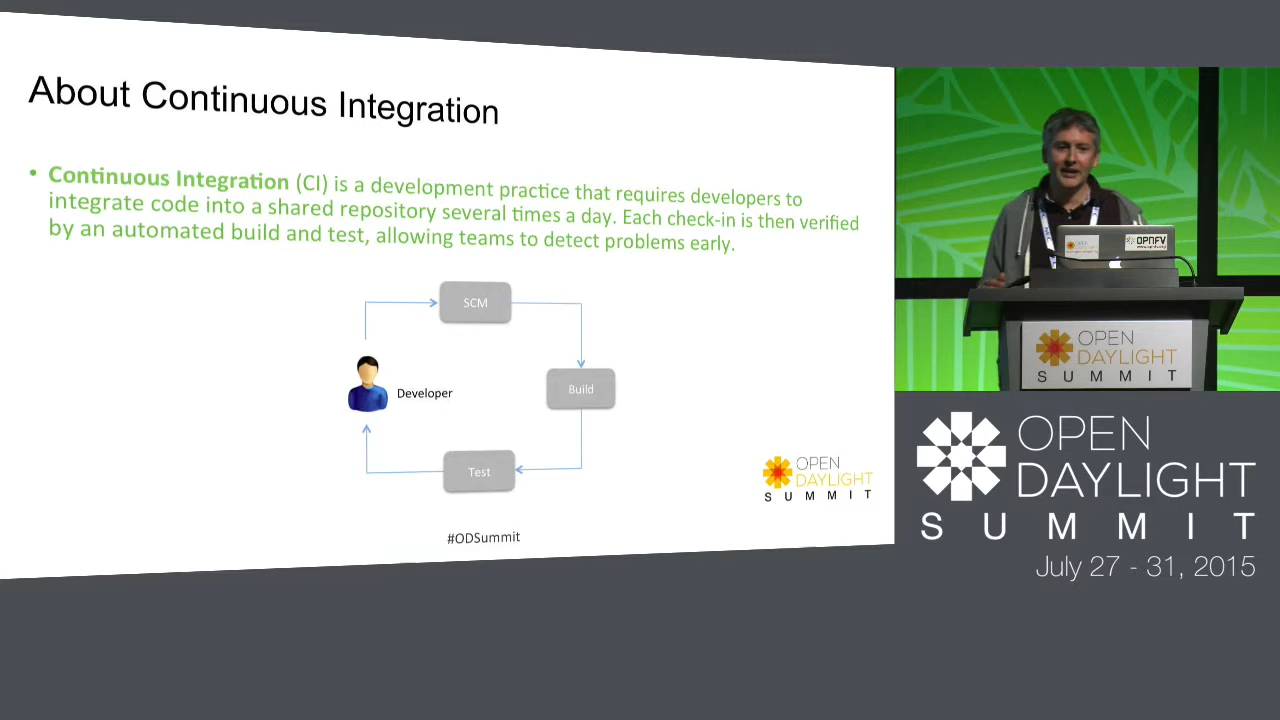 About Continuous Integration
• Continuous Integration (CI) is a development practice that requires developers to
integrate code into a shared repository several times a day. Each check-in is then verified
by an automated build and test, allowing teams to detect problems early.
SCM
Developer
Build
Test
OPEN
DAYLIGHT
SUMMIT
#ODSummit
OPNFV
OPEN
DAYLIGHT
SUMMIT
OPEN
DAYLIGHT
SUMMIT
July 27 - 31, 2015